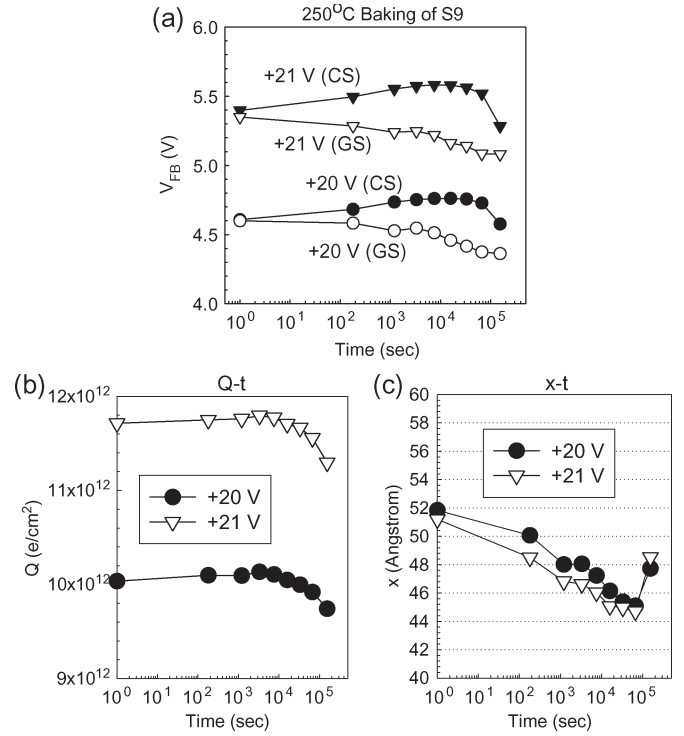 (a)
250°C Baking of S9
6.0
5.5
5.0
4.5
4.0
V_FB (V)
+21 V (CS)
+21 V (GS)
+20 V (CS)
+20 V (GS)
10^0 10^1 10^2 10^3 10^4 10^5
Time (sec)
(b)
Q-t
12x10^12
11x10^12
10x10^12
9x10^12
Q (e/cm^2)
+20 V
+21 V
10^0 10^1 10^2 10^3 10^4 10^5
Time (sec)
(c)
x-t
60
58
56
54
52
50
48
46
44
42
40
x (Angstrom)
+20 V
+21 V
10^0 10^1 10^2 10^3 10^4 10^5
Time (sec)